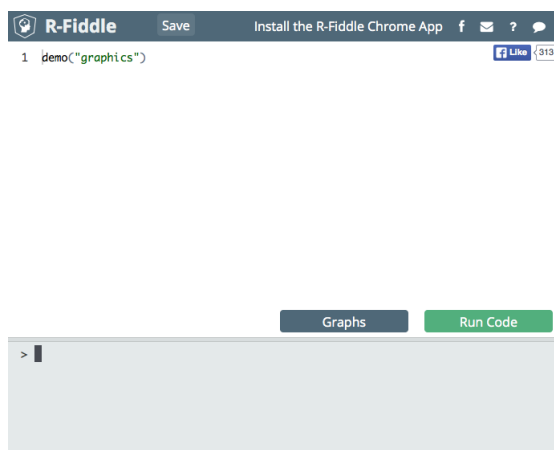 R-Fiddle Save Install the R-Fiddle Chrome App f ?
f Like 313
1 demo("graphics")
Graphs Run Code
>